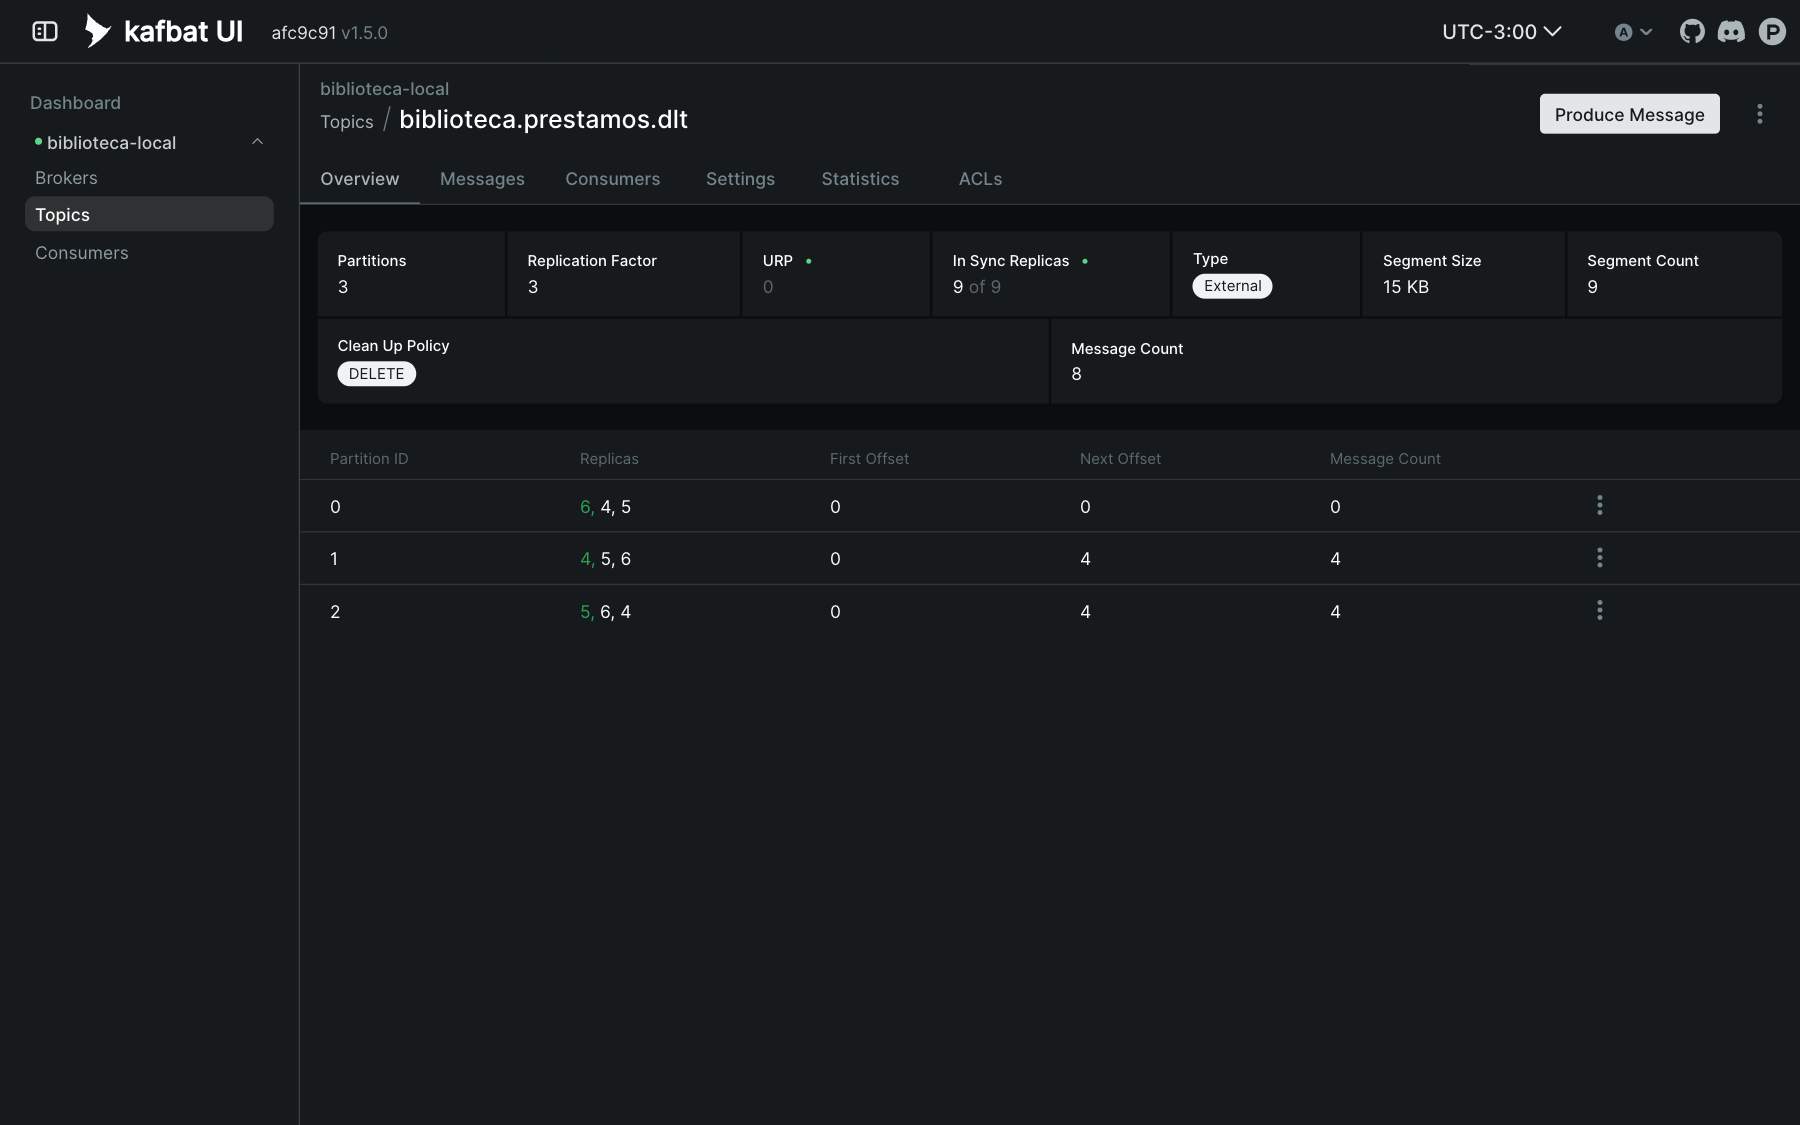 kafbat UI afc9c91 v1.5.0 UTC-3:00 A P
Dashboard
biblioteca-local
Brokers
Topics
Consumers
biblioteca-local
Topics / biblioteca.prestamos.dlt
Produce Message
Overview Messages Consumers Settings Statistics ACLs
Partitions Replication Factor URP In Sync Replicas Type Segment Size Segment Count
3 3 0 9 of 9 External 15 KB 9
Clean Up Policy Message Count
DELETE 8
Partition ID Replicas First Offset Next Offset Message Count
0 6, 4, 5 0 0 0
1 4, 5, 6 0 4 4
2 5, 6, 4 0 4 4